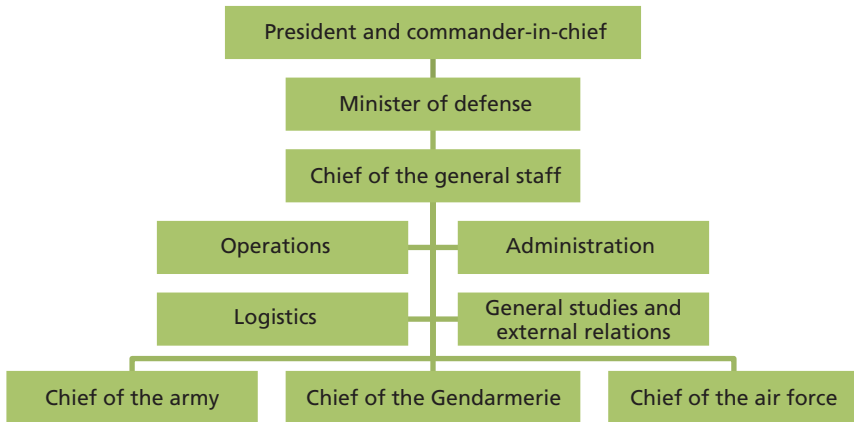 President and commander-in-chief
Minister of defense
Chief of the general staff
Operations
Administration
Logistics
General studies and
external relations
Chief of the army
Chief of the Gendarmerie
Chief of the air force